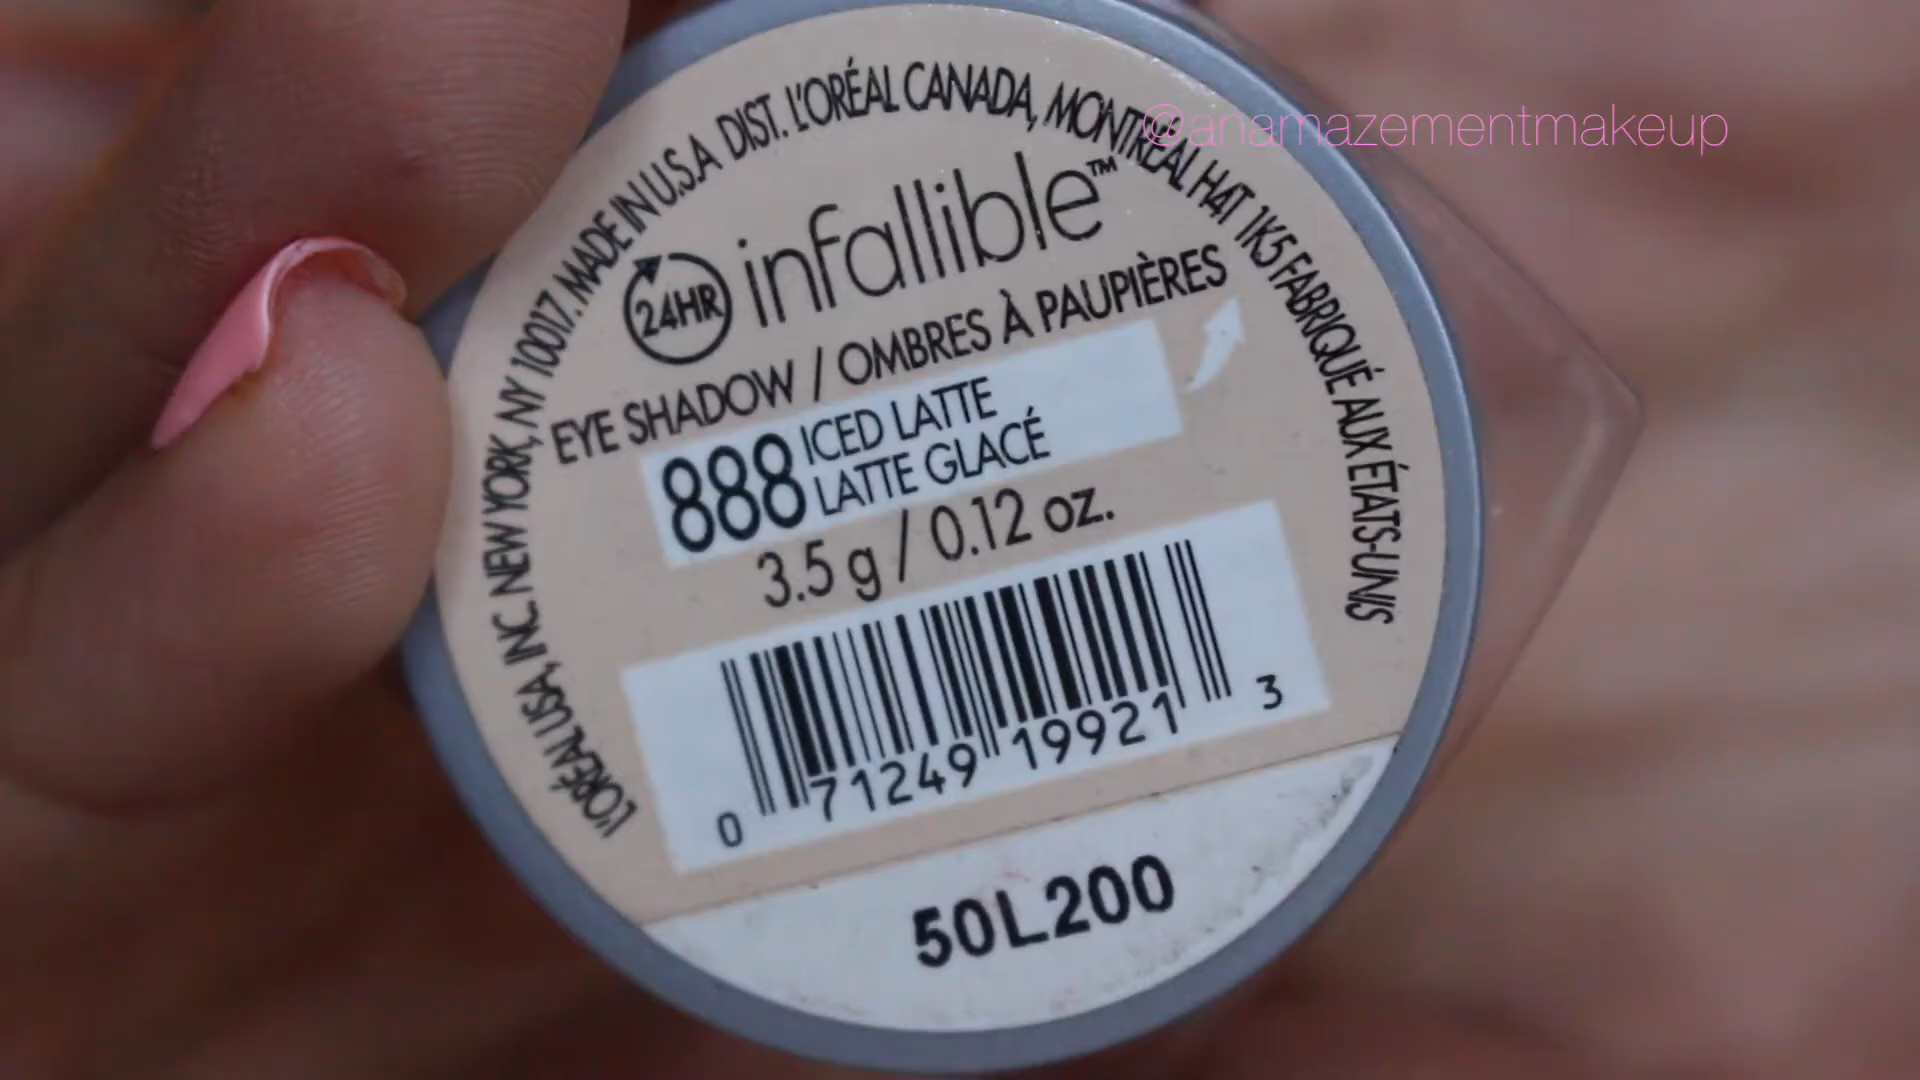 @anamazementmakeup
L'ORÉAL USA, INC. NEW YORK, NY 10017. MADE IN U.S.A DIST. L'ORÉAL CANADA, MONTRÉAL H4T 1K5 FABRIQUÉ AUX ÉTATS-UNIS
24HR infallible™
EYE SHADOW / OMBRES À PAUPIÈRES
888 ICED LATTE
LATTE GLACÉ
3.5 g / 0.12 oz.
0 71249 19921 3
50L200